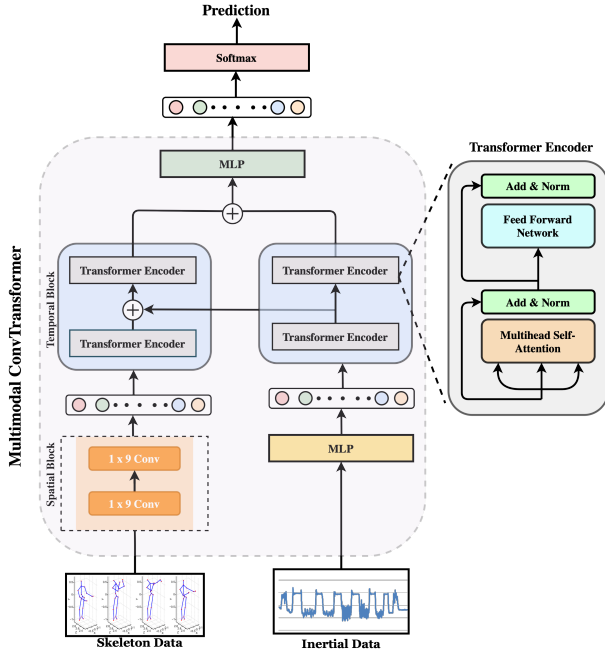 Prediction
Softmax
MLP
Transformer Encoder
Add & Norm
Feed Forward
Network
Add & Norm
Multihead Self-
Attention
Multimodal ConvTransformer
Temporal Block
Transformer Encoder
Transformer Encoder
Transformer Encoder
Transformer Encoder
Spatial Block
1 x 9 Conv
1 x 9 Conv
MLP
Skeleton Data
Inertial Data